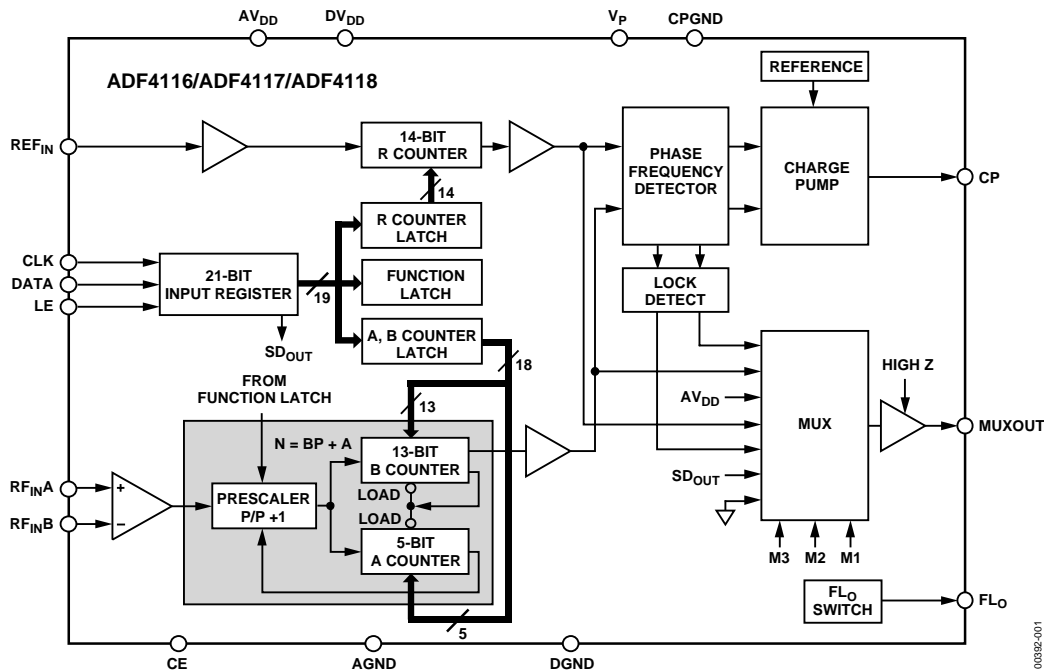 AVDD
DVDD
VP
CPGND
ADF4116/ADF4117/ADF4118
REFERENCE
REFIN
14-BIT
R COUNTER
PHASE
FREQUENCY
DETECTOR
CHARGE
PUMP
CP
14
R COUNTER
LATCH
CLK
DATA
LE
21-BIT
INPUT REGISTER
19
FUNCTION
LATCH
LOCK
DETECT
SDOUT
A, B COUNTER
LATCH
18
HIGH Z
FROM
FUNCTION LATCH
13
AVDD
MUX
MUXOUT
N = BP + A
13-BIT
B COUNTER
RFINA
+
PRESCALER
P/P +1
LOAD
SDOUT
RFINB
–
LOAD
5-BIT
A COUNTER
M3
M2
M1
FLO
SWITCH
FLO
5
CE
AGND
DGND
00392-001